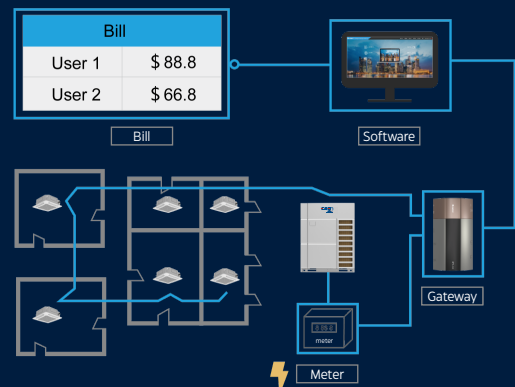 Bill
User 1 $ 88.8
User 2 $ 66.8
Bill
Software
Gateway
meter
Meter